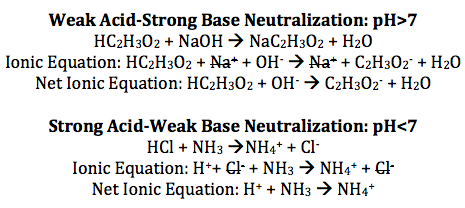 Weak Acid-Strong Base Neutralization: pH>7
HC2H3O2 + NaOH → NaC2H3O2 + H2O
Ionic Equation: HC2H3O2 + Na⁺ + OH⁻ → Na⁺ + C2H3O2⁻ + H2O
Net Ionic Equation: HC2H3O2 + OH⁻ → C2H3O2⁻ + H2O
Strong Acid-Weak Base Neutralization: pH<7
HCl + NH3 →NH4⁺ + Cl⁻
Ionic Equation: H⁺+ Cl⁻ + NH3 → NH4⁺ + Cl⁻
Net Ionic Equation: H⁺ + NH3 → NH4⁺